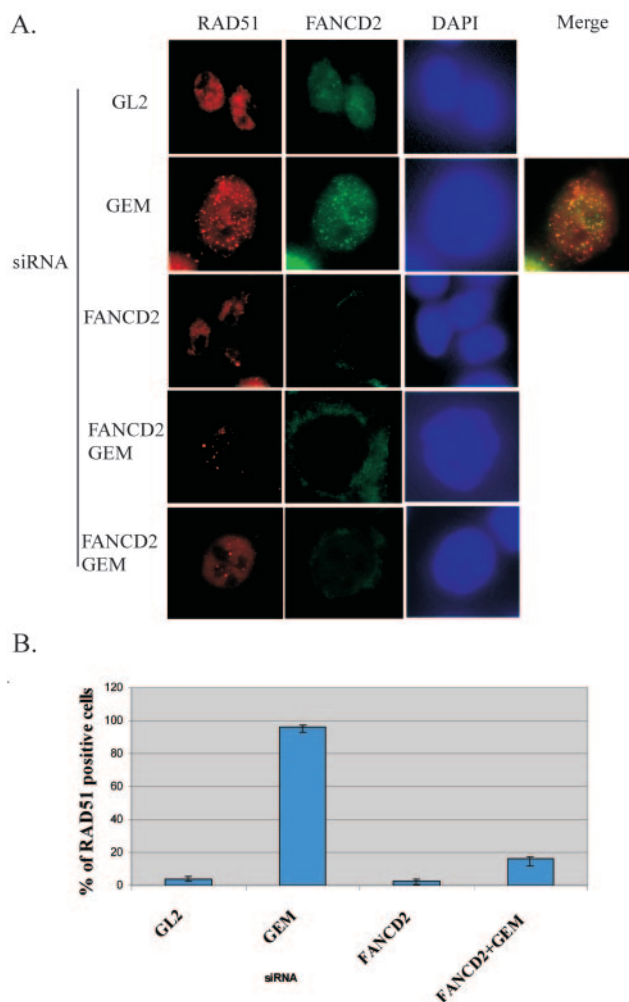 A.
RAD51 FANCD2 DAPI Merge
GL2
GEM
siRNA
FANCD2
FANCD2
GEM
FANCD2
GEM
B.
% of RAD51 positive cells
120
100
80
60
40
20
0
GL2 GEM FANCD2 FANCD2+GEM
siRNA